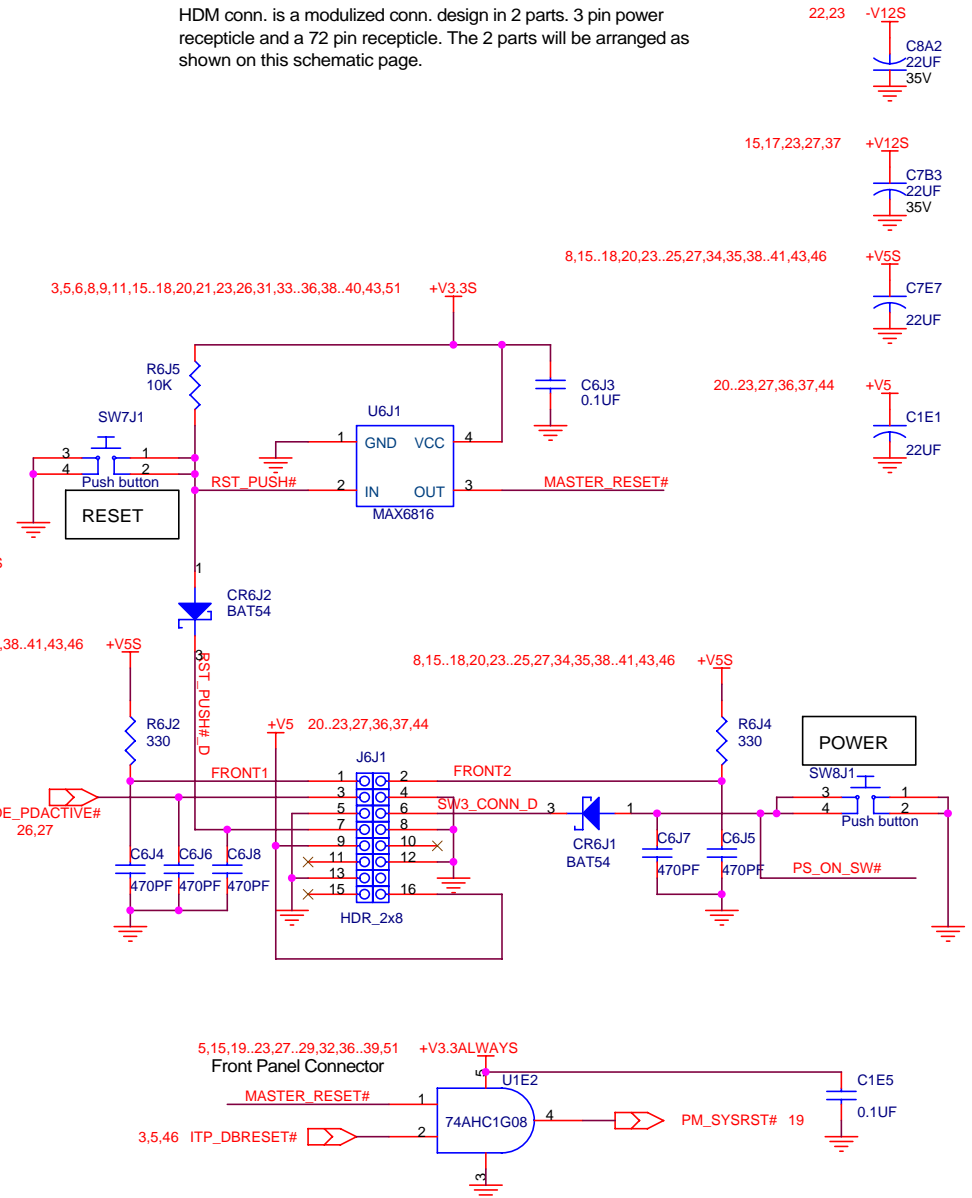 HDM conn. is a modulized conn. design in 2 parts. 3 pin power
recepticle and a 72 pin recepticle. The 2 parts will be arranged as
shown on this schematic page.
22,23 -V12S
C8A2
22UF
35V
15,17,23,27,37 +V12S
C7B3
22UF
35V
8,15..18,20,23..25,27,34,35,38..41,43,46 +V5S
C7E7
22UF
20..23,27,36,37,44 +V5
C1E1
22UF
3,5,6,8,9,11,15..18,20,21,23,26,31,33..36,38..40,43,51 +V3.3S
R6J5
10K
C6J3
0.1UF
SW7J1
3 1
4 2
Push button
RESET
U6J1
1 GND VCC 4
RST_PUSH# 2 IN OUT 3 MASTER_RESET#
MAX6816
1
CR6J2
BAT54
3
RST_PUSH#_D
S
,38..41,43,46 +V5S
R6J2
330
+V5 20..23,27,36,37,44
8,15..18,20,23..25,27,34,35,38..41,43,46 +V5S
R6J4
330
POWER
SW8J1
3 1
4 2
Push button
J6J1
FRONT1 1 2 FRONT2
3 4
5 6 SW3_CONN_D 3 1
7 8
9 10
11 12
13
15 16
HDR_2x8
DE_PDACTIVE#
26,27
C6J4
470PF
C6J6
470PF
C6J8
470PF
CR6J1
BAT54
C6J7
470PF
C6J5
470PF
PS_ON_SW#
5,15,19..23,27..29,32,36..39,51 +V3.3ALWAYS
Front Panel Connector
5 U1E2
MASTER_RESET# 1
74AHC1G08 4 PM_SYSRST# 19
3,5,46 ITP_DBRESET# 2
3
C1E5
0.1UF